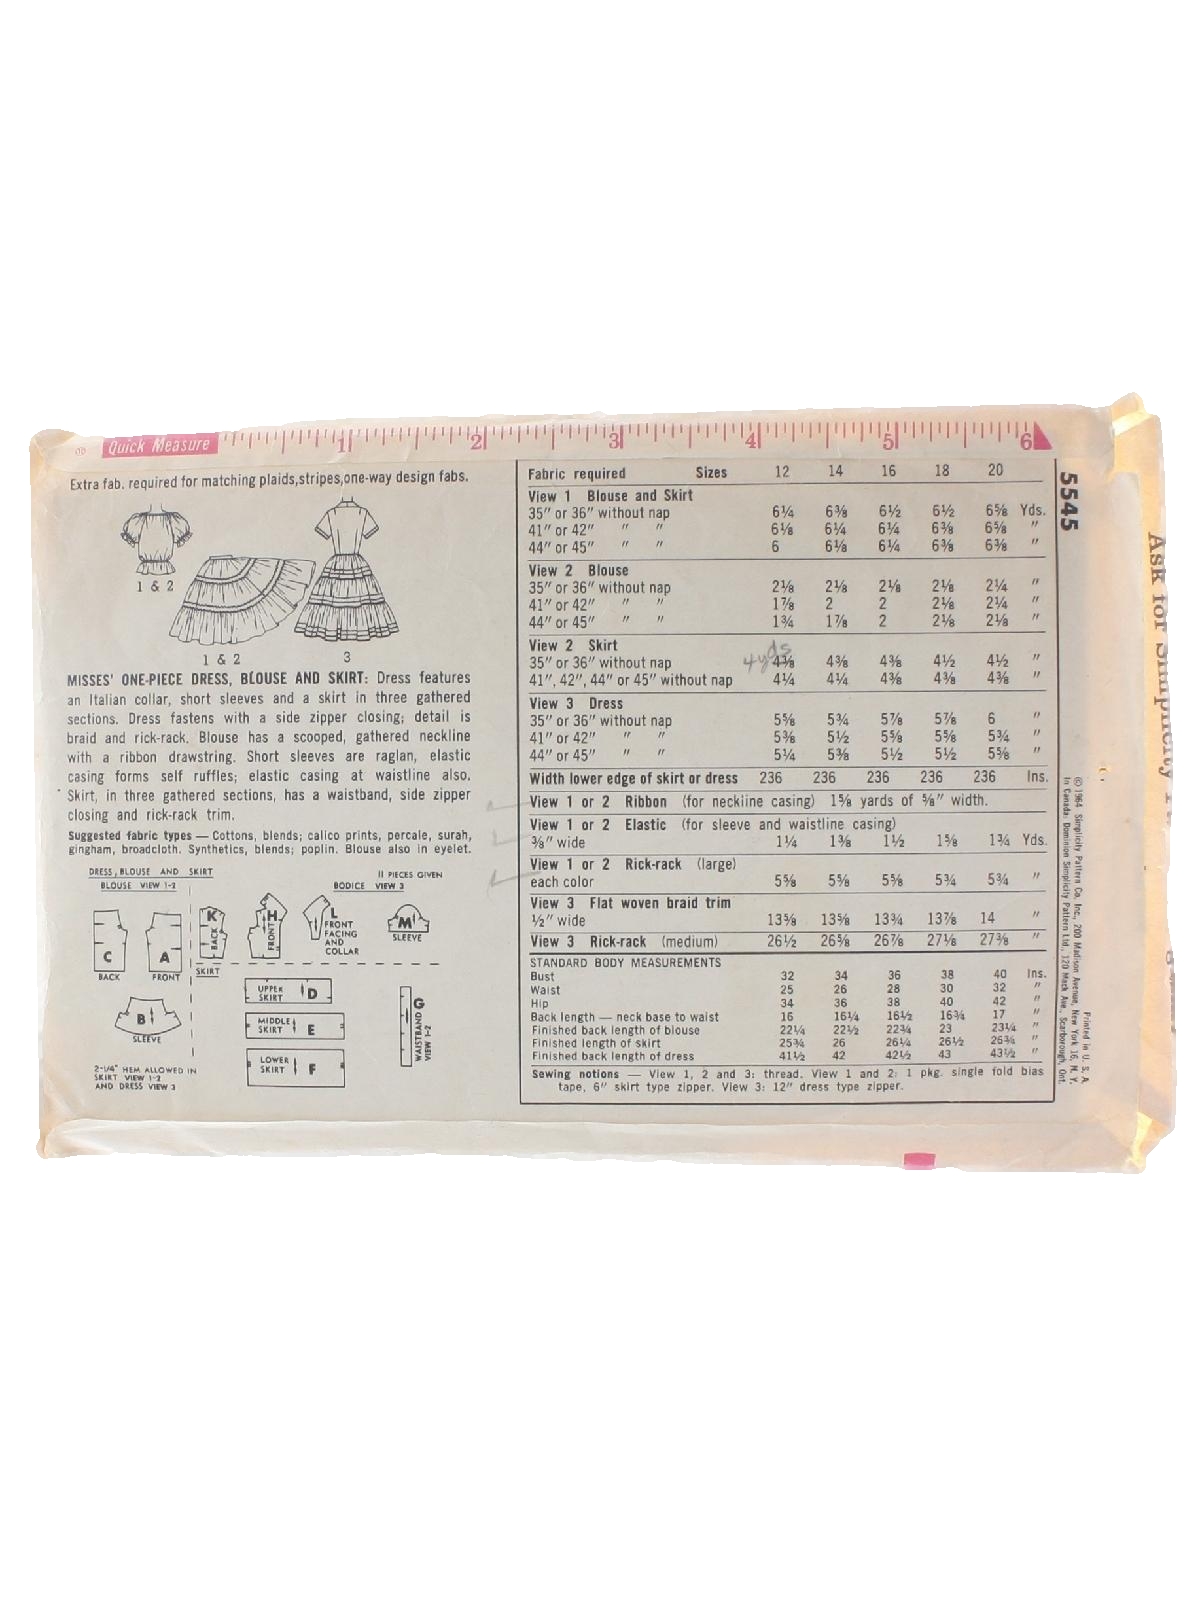 Quick Measure 1 2 3 4 5 6
Extra fab. required for matching plaids,stripes,one-way design fabs.
1 & 2
1 & 2 3
MISSES' ONE-PIECE DRESS, BLOUSE AND SKIRT: Dress features
an Italian collar, short sleeves and a skirt in three gathered
sections. Dress fastens with a side zipper closing; detail is
braid and rick-rack. Blouse has a scooped, gathered neckline
with a ribbon drawstring. Short sleeves are raglan, elastic
casing forms self ruffles; elastic casing at waistline also.
Skirt, in three gathered sections, has a waistband, side zipper
closing and rick-rack trim.
Suggested fabric types — Cottons, blends; calico prints, percale, surah,
gingham, broadcloth. Synthetics, blends; poplin. Blouse also in eyelet.
DRESS, BLOUSE AND SKIRT
11 PIECES GIVEN
BLOUSE VIEW 1-2
BODICE VIEW 3
C
BACK
A
FRONT
K
BACK
H
FRONT
L
FRONT
FACING
AND
COLLAR
M
SLEEVE
B
SLEEVE
SKIRT
UPPER
SKIRT D
MIDDLE
SKIRT E
LOWER
SKIRT F
G
WAISTBAND
VIEW 1-2
2-1/4" HEM ALLOWED IN
SKIRT VIEW 1-2
AND DRESS VIEW 3
Fabric required Sizes 12 14 16 18 20
View 1 Blouse and Skirt
35" or 36" without nap 6¼ 6⅜ 6½ 6½ 6⅝ Yds.
41" or 42" " " 6⅛ 6¼ 6¼ 6⅜ 6⅝ "
44" or 45" " " 6 6⅛ 6¼ 6⅜ 6⅜ "
View 2 Blouse
35" or 36" without nap 2⅛ 2⅛ 2⅛ 2⅛ 2¼ "
41" or 42" " " 1⅞ 2 2 2⅛ 2¼ "
44" or 45" " " 1¾ 1⅞ 2 2⅛ 2⅛ "
View 2 Skirt
4yds
35" or 36" without nap 4⅜ 4⅜ 4⅜ 4½ 4½ "
41", 42", 44" or 45" without nap 4¼ 4¼ 4⅜ 4⅜ 4⅜ "
View 3 Dress
35" or 36" without nap 5⅝ 5¾ 5⅞ 5⅞ 6 "
41" or 42" " " 5⅜ 5½ 5⅝ 5⅝ 5¾ "
44" or 45" " " 5¼ 5⅜ 5½ 5½ 5⅝ "
Width lower edge of skirt or dress 236 236 236 236 236 Ins.
View 1 or 2 Ribbon (for neckline casing) 1⅝ yards of ⅝" width.
View 1 or 2 Elastic (for sleeve and waistline casing)
⅜" wide 1¼ 1⅜ 1½ 1⅝ 1¾ Yds.
View 1 or 2 Rick-rack (large)
each color 5⅝ 5⅝ 5⅝ 5¾ 5¾ "
View 3 Flat woven braid trim
½" wide 13⅝ 13⅝ 13¾ 13⅞ 14 "
View 3 Rick-rack (medium) 26½ 26⅝ 26⅞ 27⅛ 27⅜ "
STANDARD BODY MEASUREMENTS
Bust 32 34 36 38 40 Ins.
Waist 25 26 28 30 32 "
Hip 34 36 38 40 42 "
Back length — neck base to waist 16 16¼ 16½ 16¾ 17 "
Finished back length of blouse 22¼ 22½ 22¾ 23 23¼ "
Finished length of skirt 25¾ 26 26¼ 26½ 26¾ "
Finished back length of dress 41½ 42 42½ 43 43½ "
Sewing notions — View 1, 2 and 3: thread. View 1 and 2: 1 pkg. single fold bias
tape, 6" skirt type zipper. View 3: 12" dress type zipper.
5545
© 1964 Simplicity Pattern Co. Inc., 200 Madison Avenue, New York 16, N. Y.
In Canada: Dominion Simplicity Pattern Ltd., 120 Mack Ave., Scarborough, Ont.
Printed in U. S. A.
Ask for Simplicity